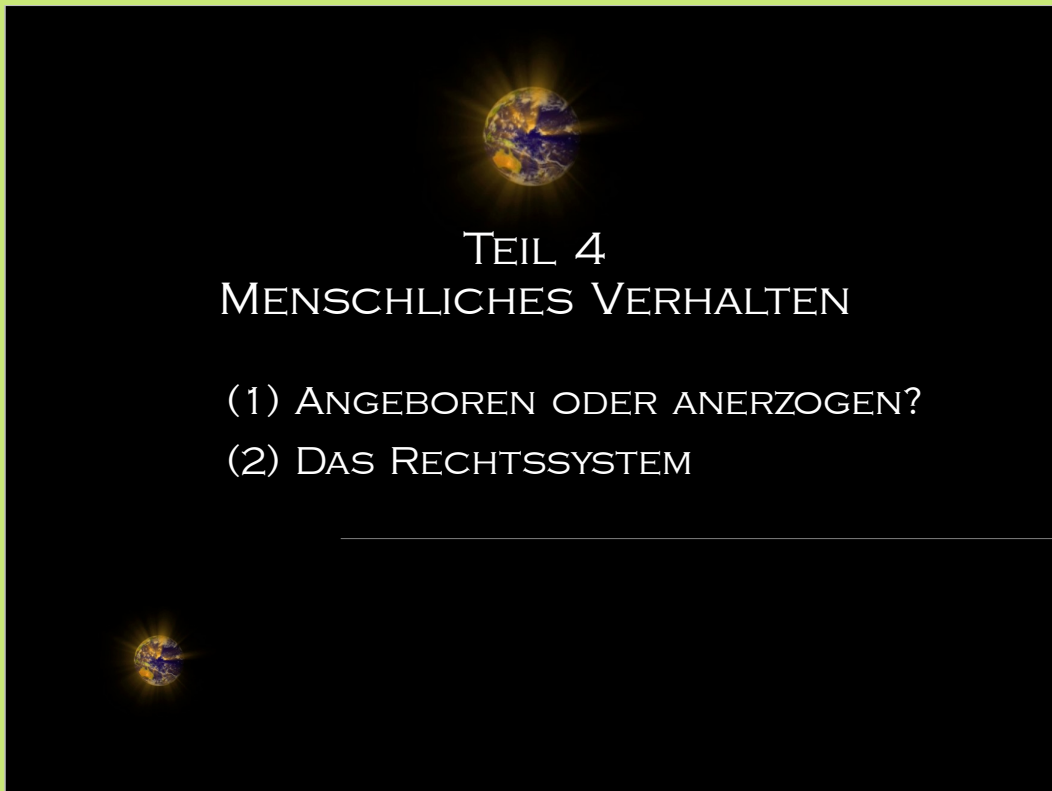 Teil 4
Menschliches Verhalten
(1) Angeboren oder anerzogen?
(2) Das Rechtssystem